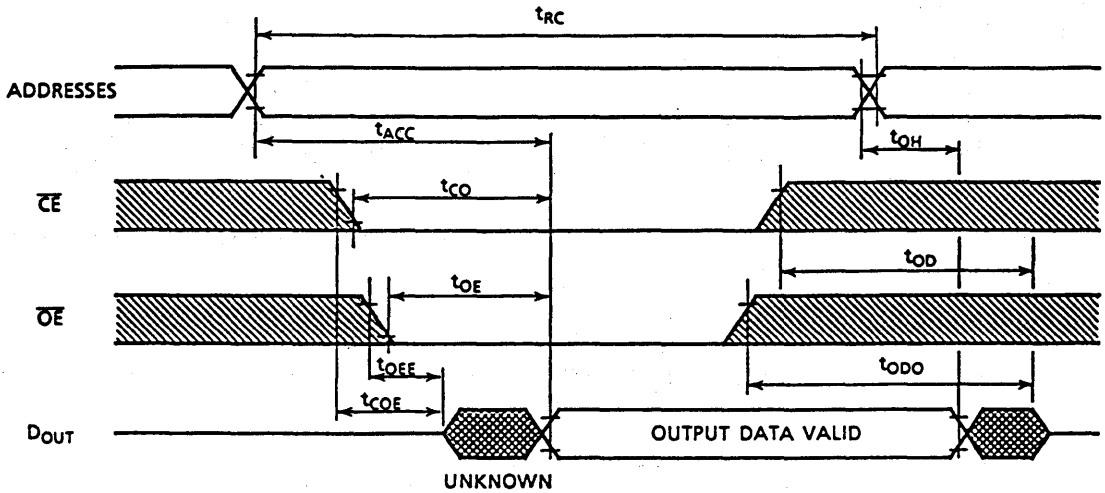 tRC
ADDRESSES
tACC
tOH
CE
tCO
tOD
OE
tOE
tOEE
tODO
tCOE
DOUT
OUTPUT DATA VALID
UNKNOWN